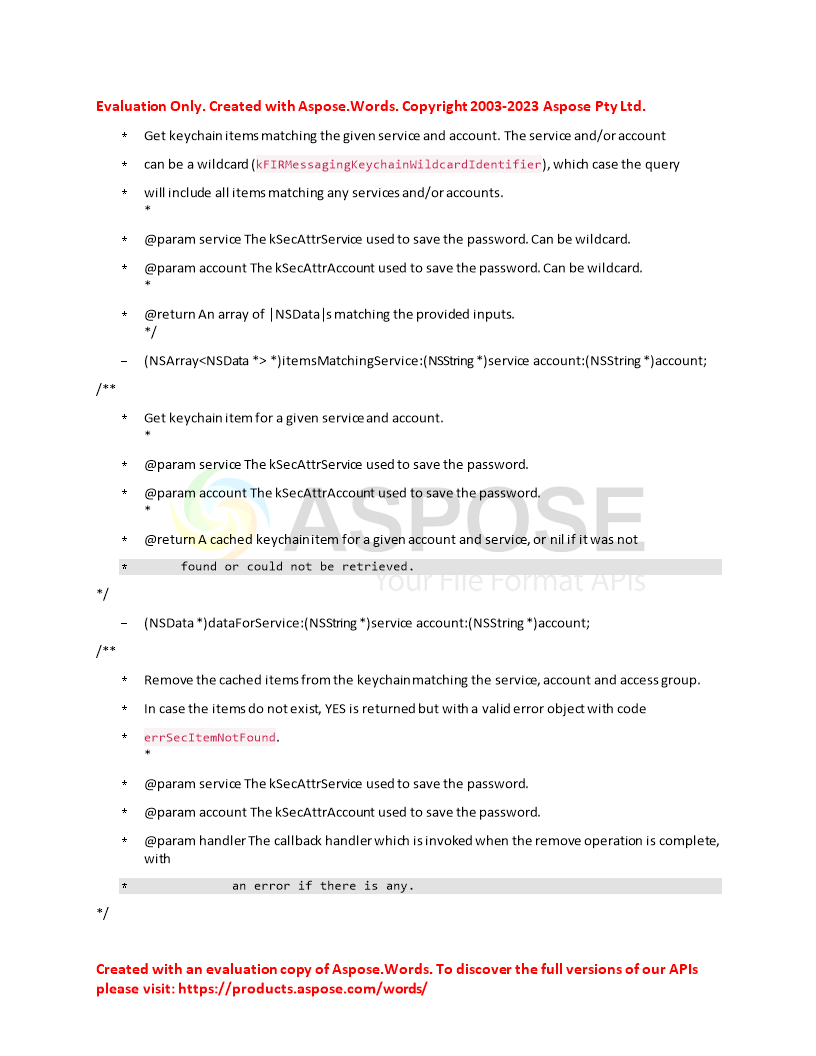 Evaluation Only. Created with Aspose.Words. Copyright 2003-2023 Aspose Pty Ltd.
* Get keychain items matching the given service and account. The service and/or account
* can be a wildcard (kFIRMessagingKeychainWildcardIdentifier), which case the query
* will include all items matching any services and/or accounts.
*
* @param service The kSecAttrService used to save the password. Can be wildcard.
* @param account The kSecAttrAccount used to save the password. Can be wildcard.
*
* @return An array of |NSData|s matching the provided inputs.
*/
– (NSArray<NSData *> *)itemsMatchingService:(NSString *)service account:(NSString *)account;
/**
* Get keychain item for a given service and account.
*
* @param service The kSecAttrService used to save the password.
* @param account The kSecAttrAccount used to save the password.
*
ASPOSE
* @return A cached keychain item for a given account and service, or nil if it was not
* found or could not be retrieved.
Your File Format APIs
*/
– (NSData *)dataForService:(NSString *)service account:(NSString *)account;
/**
* Remove the cached items from the keychain matching the service, account and access group.
* In case the items do not exist, YES is returned but with a valid error object with code
* errSecItemNotFound.
*
* @param service The kSecAttrService used to save the password.
* @param account The kSecAttrAccount used to save the password.
* @param handler The callback handler which is invoked when the remove operation is complete,
with
* an error if there is any.
*/
Created with an evaluation copy of Aspose.Words. To discover the full versions of our APIs
please visit: https://products.aspose.com/words/